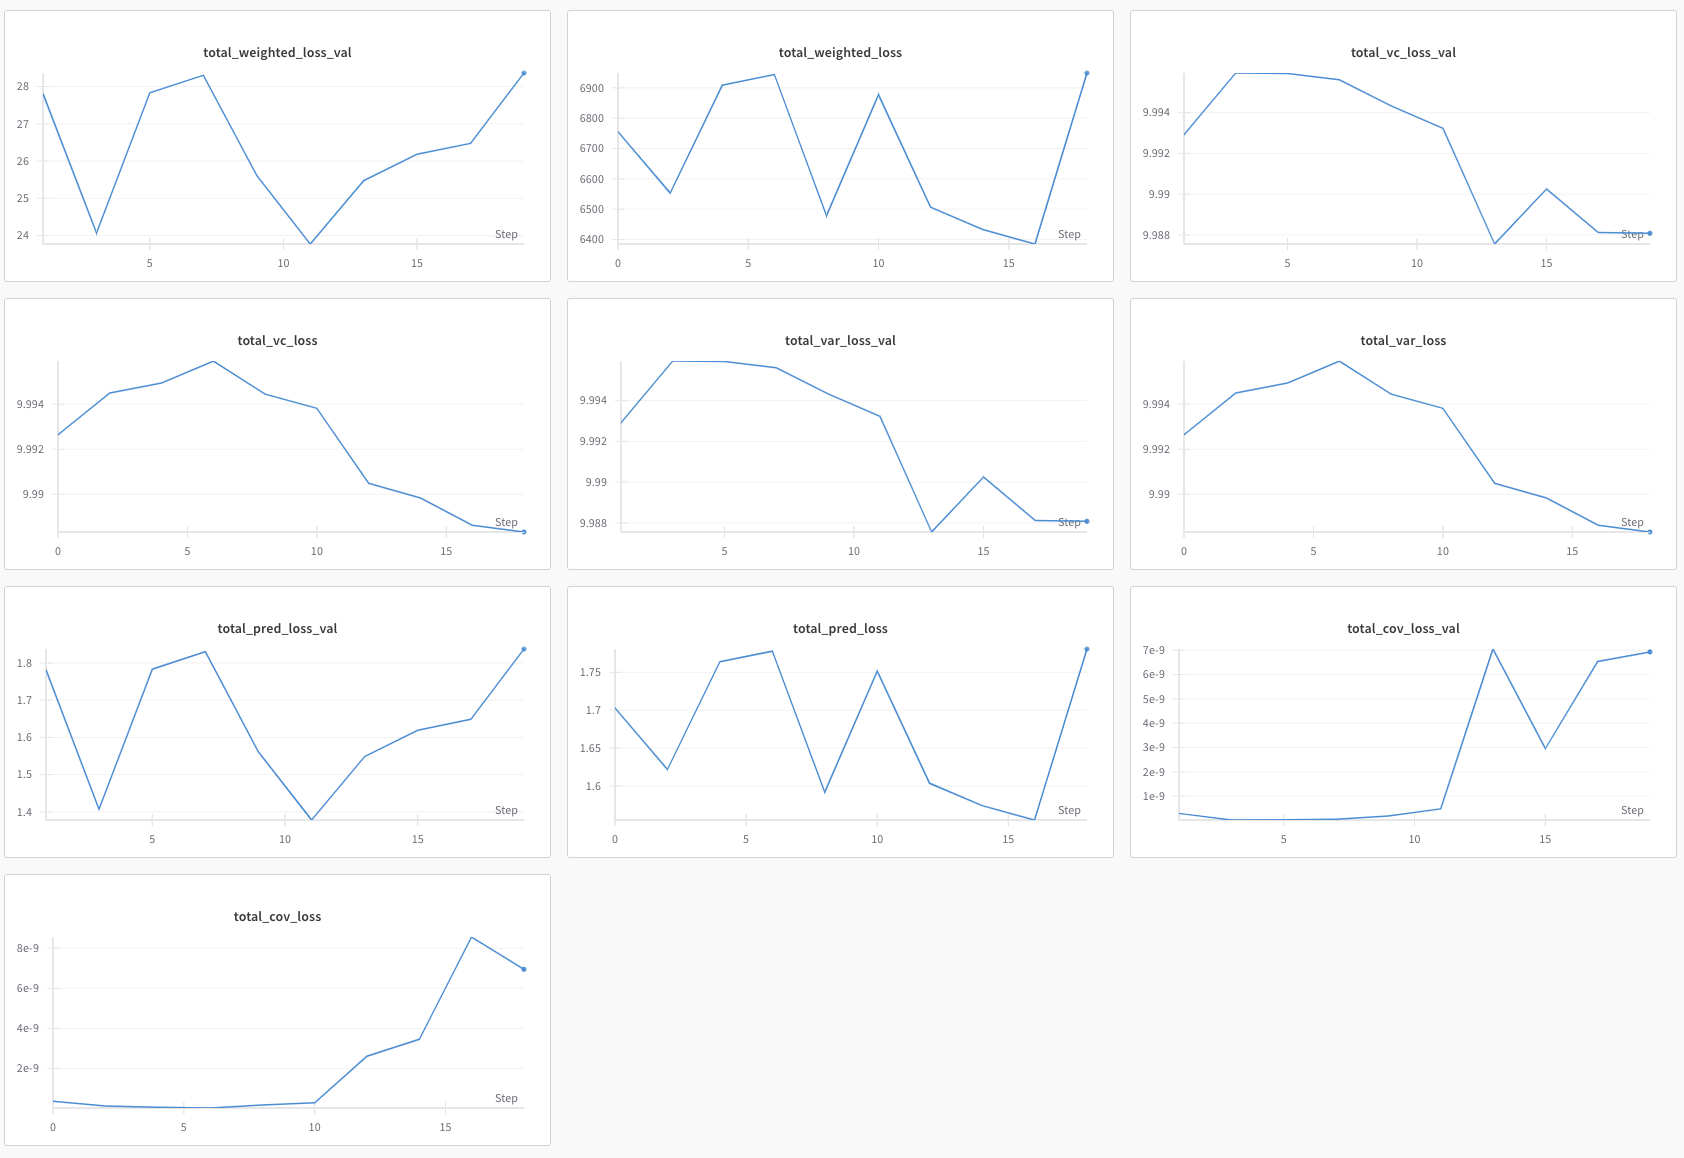 total_weighted_loss_val
28
27
26
25
24
Step
5
10
15
total_weighted_loss
6900
6800
6700
6600
6500
6400
Step
0
5
10
15
total_vc_loss_val
9.994
9.992
9.99
9.988
Step
5
10
15
total_vc_loss
9.994
9.992
9.99
Step
0
5
10
15
total_var_loss_val
9.994
9.992
9.99
9.988
Step
5
10
15
total_var_loss
9.994
9.992
9.99
Step
0
5
10
15
total_pred_loss_val
1.8
1.7
1.6
1.5
1.4
Step
5
10
15
total_pred_loss
1.75
1.7
1.65
1.6
Step
0
5
10
15
total_cov_loss_val
7e-9
6e-9
5e-9
4e-9
3e-9
2e-9
1e-9
Step
5
10
15
total_cov_loss
8e-9
6e-9
4e-9
2e-9
Step
0
5
10
15